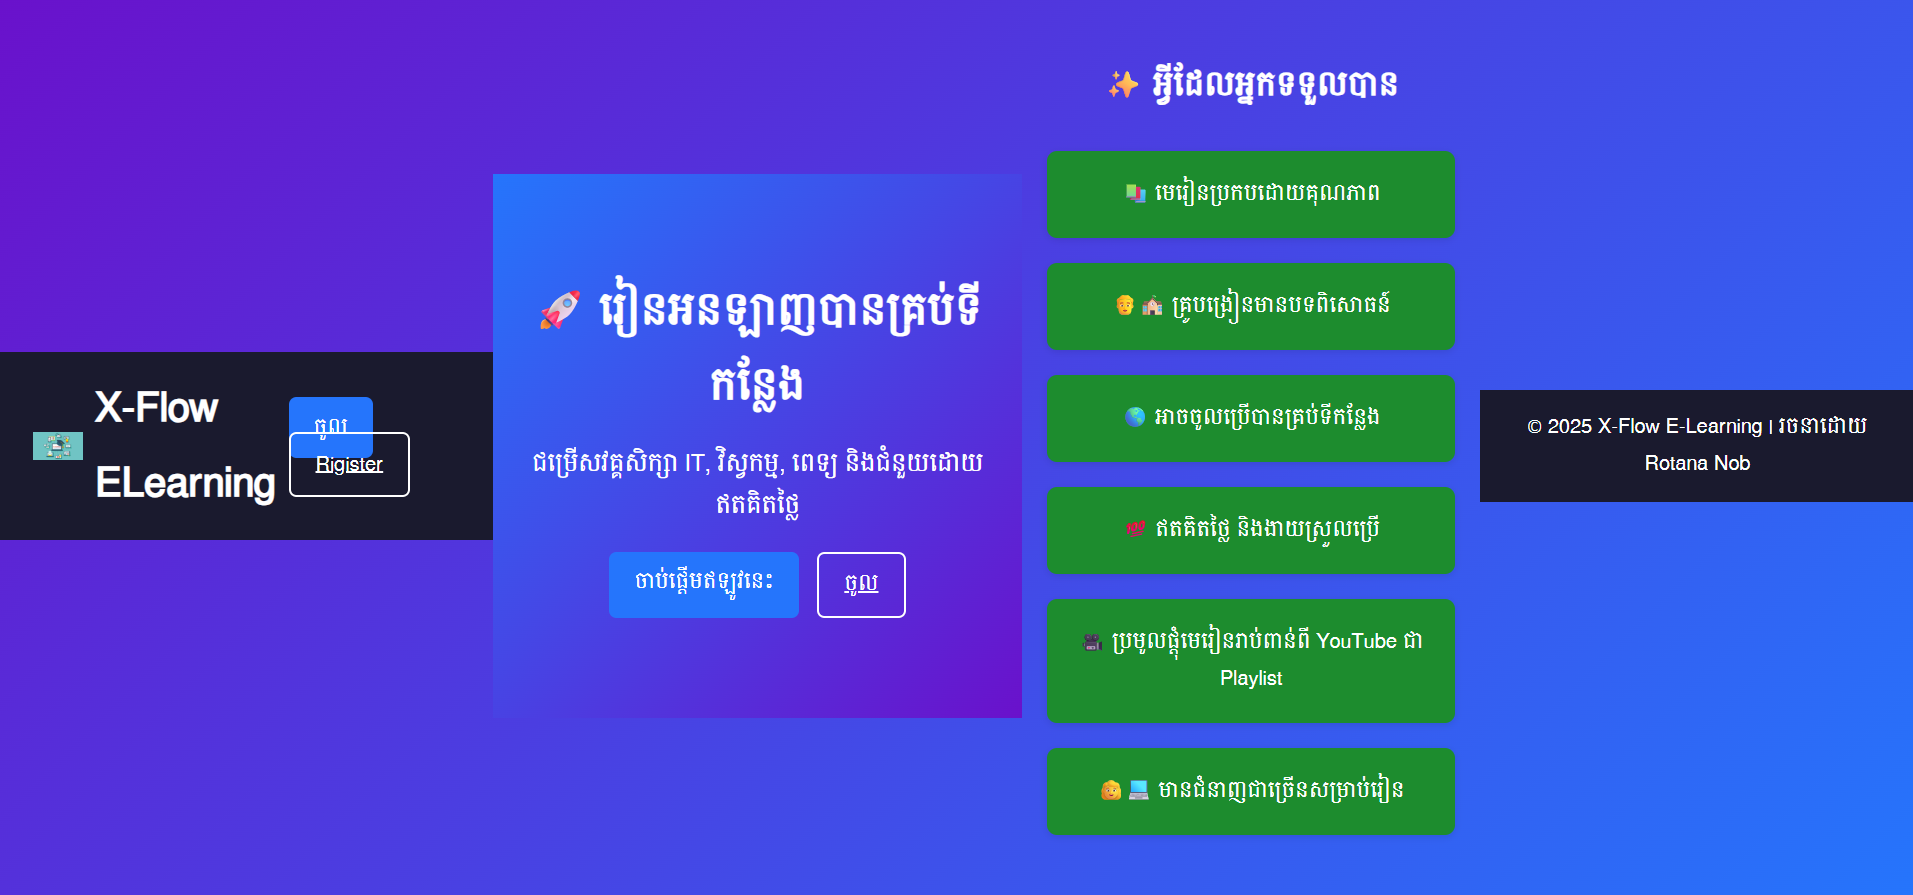 X-Flow
ELearning
ចូល
Rigister
🚀 រៀនអនឡាញបានគ្រប់ទី
កន្លែង
ជម្រើសវគ្គសិក្សា IT, វិស្វកម្ម, ពេទ្យ និងជំនួយដោយ
ឥតគិតថ្លៃ
ចាប់ផ្តើមឥឡូវនេះ
ចូល
✨ អ្វីដែលអ្នកទទួលបាន
📚 មេរៀនប្រកបដោយគុណភាព
👨‍🏫 គ្រូបង្រៀនមានបទពិសោធន៍
🌎 អាចចូលប្រើបានគ្រប់ទីកន្លែង
💯 ឥតគិតថ្លៃ និងងាយស្រួលប្រើ
🎥 ប្រមូលផ្តុំមេរៀនរាប់ពាន់ពី YouTube ជា
Playlist
👩‍💻 មានជំនាញជាច្រើនសម្រាប់រៀន
© 2025 X-Flow E-Learning | រចនាដោយ
Rotana Nob